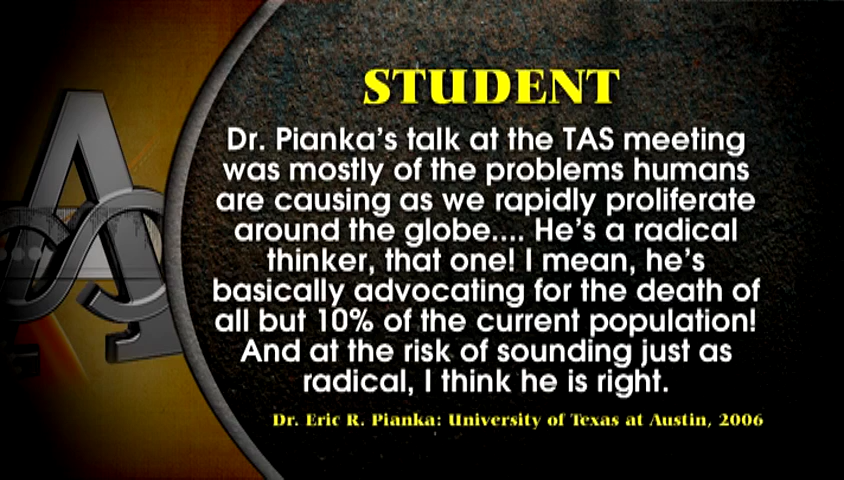 STUDENT
Dr. Pianka's talk at the TAS meeting
was mostly of the problems humans
are causing as we rapidly proliferate
around the globe.... He's a radical
thinker, that one! I mean, he's
basically advocating for the death of
all but 10% of the current population!
And at the risk of sounding just as
radical, I think he is right.
Dr. Eric R. Pianka: University of Texas at Austin, 2006